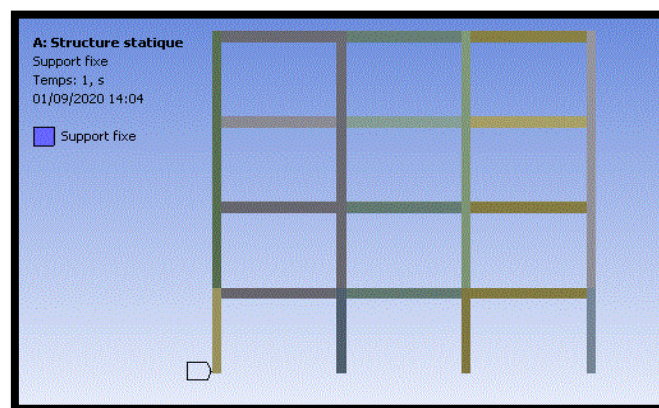 A: Structure statique
Support fixe
Temps: 1, s
01/09/2020 14:04
Support fixe